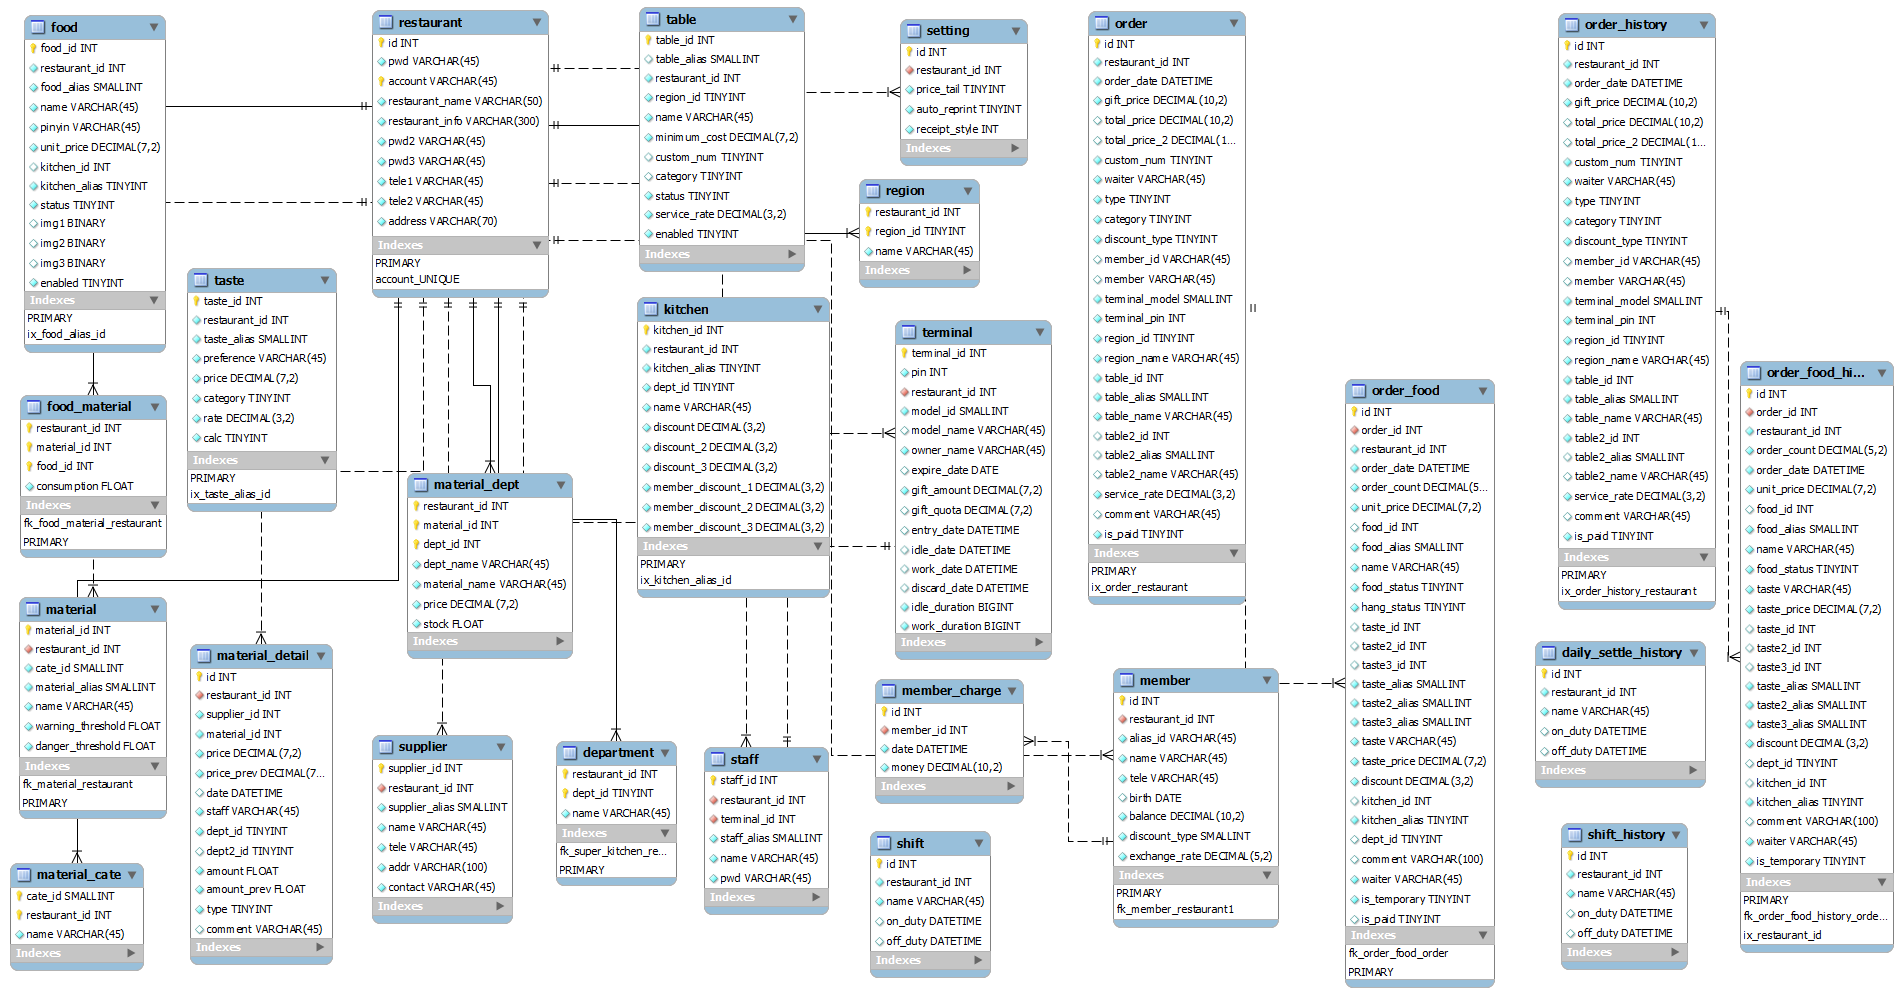 food
food_id INT
restaurant_id INT
food_alias SMALLINT
name VARCHAR(45)
pinyin VARCHAR(45)
unit_price DECIMAL(7,2)
kitchen_id INT
kitchen_alias TINYINT
status TINYINT
img1 BINARY
img2 BINARY
img3 BINARY
enabled TINYINT
Indexes
PRIMARY
ix_food_alias_id
restaurant
id INT
pwd VARCHAR(45)
account VARCHAR(45)
restaurant_name VARCHAR(50)
restaurant_info VARCHAR(300)
pwd2 VARCHAR(45)
pwd3 VARCHAR(45)
tele1 VARCHAR(45)
tele2 VARCHAR(45)
address VARCHAR(70)
Indexes
PRIMARY
account_UNIQUE
table
table_id INT
table_alias SMALLINT
restaurant_id INT
region_id TINYINT
name VARCHAR(45)
minimum_cost DECIMAL(7,2)
custom_num TINYINT
category TINYINT
status TINYINT
service_rate DECIMAL(3,2)
enabled TINYINT
Indexes
setting
id INT
restaurant_id INT
price_tail TINYINT
auto_reprint TINYINT
receipt_style INT
Indexes
region
restaurant_id INT
region_id TINYINT
name VARCHAR(45)
Indexes
order
id INT
restaurant_id INT
order_date DATETIME
gift_price DECIMAL(10,2)
total_price DECIMAL(10,2)
total_price_2 DECIMAL(1...
custom_num TINYINT
waiter VARCHAR(45)
type TINYINT
category TINYINT
discount_type TINYINT
member_id VARCHAR(45)
member VARCHAR(45)
terminal_model SMALLINT
terminal_pin INT
region_id TINYINT
region_name VARCHAR(45)
table_id INT
table_alias SMALLINT
table_name VARCHAR(45)
table2_id INT
table2_alias SMALLINT
table2_name VARCHAR(45)
service_rate DECIMAL(3,2)
comment VARCHAR(45)
is_paid TINYINT
Indexes
PRIMARY
ix_order_restaurant
order_history
id INT
restaurant_id INT
order_date DATETIME
gift_price DECIMAL(10,2)
total_price DECIMAL(10,2)
total_price_2 DECIMAL(1...
custom_num TINYINT
waiter VARCHAR(45)
type TINYINT
category TINYINT
discount_type TINYINT
member_id VARCHAR(45)
member VARCHAR(45)
terminal_model SMALLINT
terminal_pin INT
region_id TINYINT
region_name VARCHAR(45)
table_id INT
table_alias SMALLINT
table_name VARCHAR(45)
table2_id INT
table2_alias SMALLINT
table2_name VARCHAR(45)
service_rate DECIMAL(3,2)
comment VARCHAR(45)
is_paid TINYINT
Indexes
PRIMARY
ix_order_history_restaurant
taste
taste_id INT
restaurant_id INT
taste_alias SMALLINT
preference VARCHAR(45)
price DECIMAL(7,2)
category TINYINT
rate DECIMAL(3,2)
calc TINYINT
Indexes
PRIMARY
ix_taste_alias_id
kitchen
kitchen_id INT
restaurant_id INT
kitchen_alias TINYINT
dept_id TINYINT
name VARCHAR(45)
discount DECIMAL(3,2)
discount_2 DECIMAL(3,2)
discount_3 DECIMAL(3,2)
member_discount_1 DECIMAL(3,2)
member_discount_2 DECIMAL(3,2)
member_discount_3 DECIMAL(3,2)
Indexes
PRIMARY
ix_kitchen_alias_id
terminal
terminal_id INT
pin INT
restaurant_id INT
model_id SMALLINT
model_name VARCHAR(45)
owner_name VARCHAR(45)
expire_date DATE
gift_amount DECIMAL(7,2)
gift_quota DECIMAL(7,2)
entry_date DATETIME
idle_date DATETIME
work_date DATETIME
discard_date DATETIME
idle_duration BIGINT
work_duration BIGINT
Indexes
order_food
id INT
order_id INT
restaurant_id INT
order_date DATETIME
order_count DECIMAL(5...
unit_price DECIMAL(7,2)
food_id INT
food_alias SMALLINT
name VARCHAR(45)
food_status TINYINT
hang_status TINYINT
taste_id INT
taste2_id INT
taste3_id INT
taste_alias SMALLINT
taste2_alias SMALLINT
taste3_alias SMALLINT
taste VARCHAR(45)
taste_price DECIMAL(7,2)
discount DECIMAL(3,2)
kitchen_id INT
kitchen_alias TINYINT
dept_id TINYINT
comment VARCHAR(100)
waiter VARCHAR(45)
is_temporary TINYINT
is_paid TINYINT
Indexes
fk_order_food_order
PRIMARY
order_food_hi...
id INT
order_id INT
restaurant_id INT
order_count DECIMAL(5,2)
order_date DATETIME
unit_price DECIMAL(7,2)
food_id INT
food_alias SMALLINT
name VARCHAR(45)
food_status TINYINT
taste VARCHAR(45)
taste_price DECIMAL(7,2)
taste_id INT
taste2_id INT
taste3_id INT
taste_alias SMALLINT
taste2_alias SMALLINT
taste3_alias SMALLINT
discount DECIMAL(3,2)
dept_id TINYINT
kitchen_id INT
kitchen_alias TINYINT
comment VARCHAR(100)
waiter VARCHAR(45)
is_temporary TINYINT
Indexes
PRIMARY
fk_order_food_history_orde...
ix_restaurant_id
food_material
restaurant_id INT
material_id INT
food_id INT
consumption FLOAT
Indexes
fk_food_material_restaurant
PRIMARY
material_dept
restaurant_id INT
material_id INT
dept_id INT
dept_name VARCHAR(45)
material_name VARCHAR(45)
price DECIMAL(7,2)
stock FLOAT
Indexes
material
material_id INT
restaurant_id INT
cate_id SMALLINT
material_alias SMALLINT
name VARCHAR(45)
warning_threshold FLOAT
danger_threshold FLOAT
Indexes
fk_material_restaurant
PRIMARY
material_detail
id INT
restaurant_id INT
supplier_id INT
material_id INT
price DECIMAL(7,2)
price_prev DECIMAL(7...
date DATETIME
staff VARCHAR(45)
dept_id TINYINT
dept2_id TINYINT
amount FLOAT
amount_prev FLOAT
type TINYINT
comment VARCHAR(45)
Indexes
supplier
supplier_id INT
restaurant_id INT
supplier_alias SMALLINT
name VARCHAR(45)
tele VARCHAR(45)
addr VARCHAR(100)
contact VARCHAR(45)
Indexes
department
restaurant_id INT
dept_id TINYINT
name VARCHAR(45)
Indexes
fk_super_kitchen_re...
PRIMARY
staff
staff_id INT
restaurant_id INT
terminal_id INT
staff_alias SMALLINT
name VARCHAR(45)
pwd VARCHAR(45)
Indexes
member_charge
id INT
member_id INT
date DATETIME
money DECIMAL(10,2)
Indexes
member
id INT
restaurant_id INT
alias_id VARCHAR(45)
name VARCHAR(45)
tele VARCHAR(45)
birth DATE
balance DECIMAL(10,2)
discount_type SMALLINT
exchange_rate DECIMAL(5,2)
Indexes
PRIMARY
fk_member_restaurant1
daily_settle_history
id INT
restaurant_id INT
name VARCHAR(45)
on_duty DATETIME
off_duty DATETIME
Indexes
material_cate
cate_id SMALLINT
restaurant_id INT
name VARCHAR(45)
Indexes
shift
id INT
restaurant_id INT
name VARCHAR(45)
on_duty DATETIME
off_duty DATETIME
Indexes
shift_history
id INT
restaurant_id INT
name VARCHAR(45)
on_duty DATETIME
off_duty DATETIME
Indexes